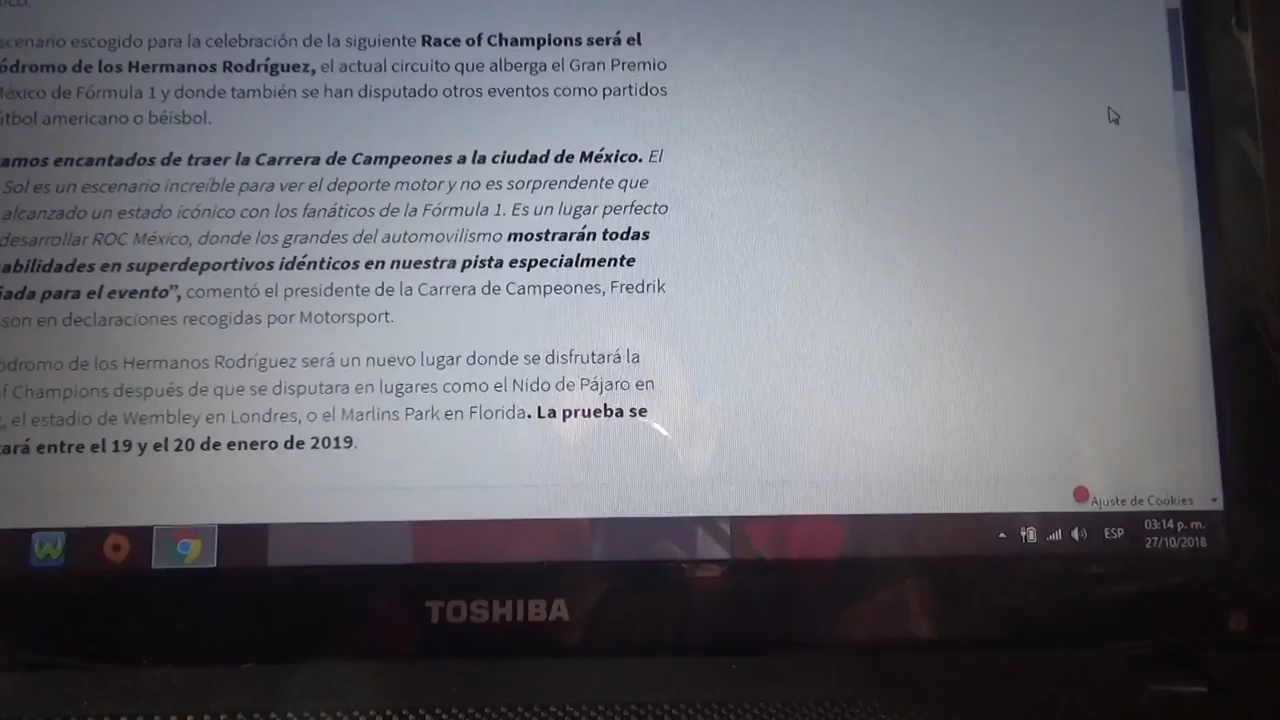 scenario escogido para la celebración de la siguiente Race of Champions será el
ódromo de los Hermanos Rodríguez, el actual circuito que alberga el Gran Premio
México de Fórmula 1 y donde también se han disputado otros eventos como partidos
útbol americano o béisbol.
amos encantados de traer la Carrera de Campeones a la ciudad de México. El
Sol es un escenario increíble para ver el deporte motor y no es sorprendente que
alcanzado un estado icónico con los fanáticos de la Fórmula 1. Es un lugar perfecto
desarrollar ROC México, donde los grandes del automovilismo mostrarán todas
abilidades en superdeportivos idénticos en nuestra pista especialmente
ada para el evento”, comentó el presidente de la Carrera de Campeones, Fredrik
sson en declaraciones recogidas por Motorsport.
ódromo de los Hermanos Rodríguez será un nuevo lugar donde se disfrutará la
f Champions después de que se disputara en lugares como el Nido de Pájaro en
, el estadio de Wembley en Londres, o el Marlins Park en Florida. La prueba se
ará entre el 19 y el 20 de enero de 2019.
Ajuste de Cookies
ESP
03:14 p. m.
27/10/2018
TOSHIBA